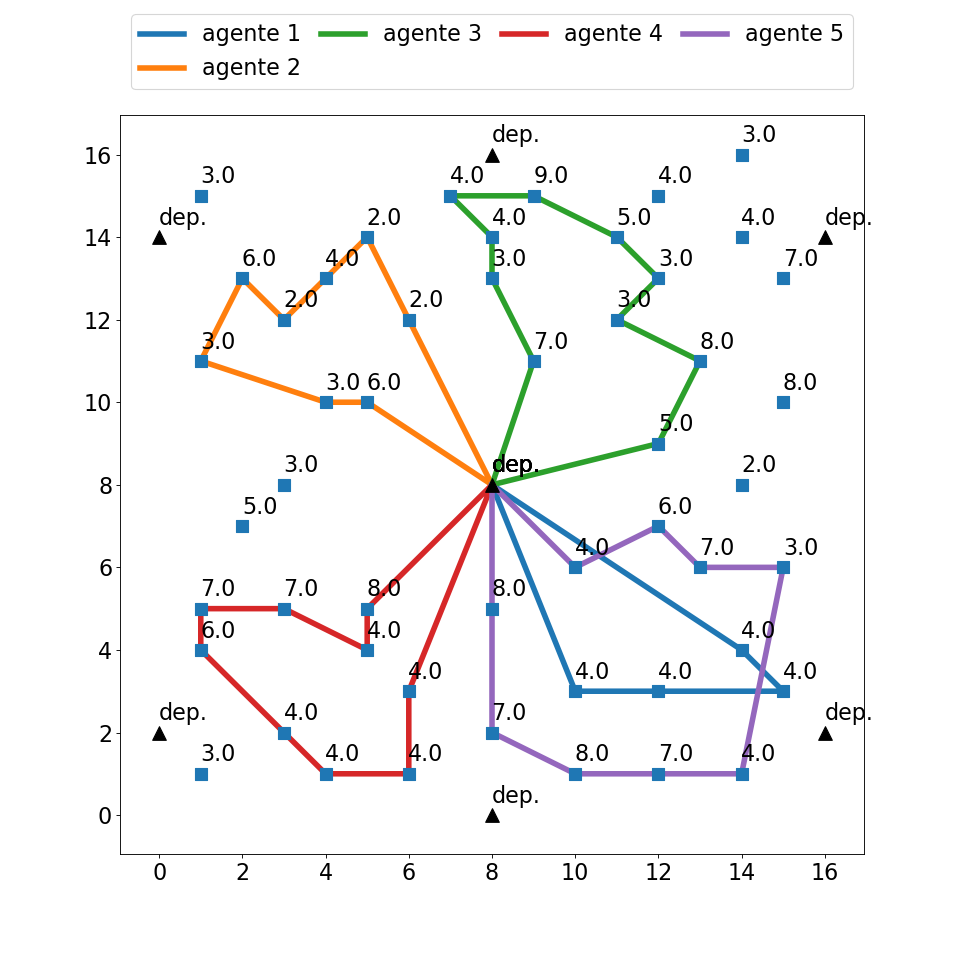 agente 1 agente 3 agente 4 agente 5
agente 2
3.0
16 dep.
3.0 4.0 9.0 4.0
dep. 2.0 4.0 5.0 4.0 dep.
14
6.0 4.0 3.0 3.0 7.0
2.0 2.0 3.0
12
3.0 7.0 8.0
3.0 6.0 8.0
10
5.0
3.0 dep. 2.0
8
5.0 6.0
4.0 7.0 3.0
6
7.0 7.0 8.0 8.0
6.0 4.0 4.0
4
4.0 4.0 4.0 4.0
dep. 4.0 7.0 dep.
2
3.0 4.0 4.0 8.0 7.0 4.0
dep.
0
0 2 4 6 8 10 12 14 16